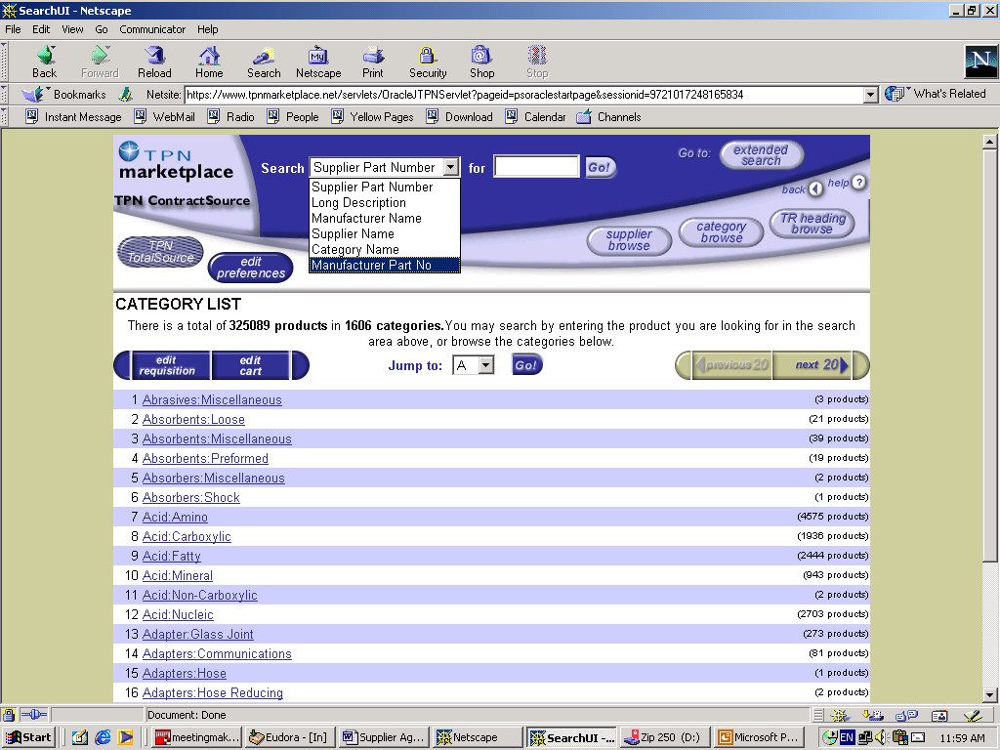 SearchUI - Netscape
File Edit View Go Communicator Help
Back Forward Reload Home Search Netscape Print Security Shop Stop
Bookmarks Netsite: https://www.tpnmarketplace.net/servlets/OracleJTPNServlet?pageid=psoraclestartpage&sessionid=9721017248165834 What's Related
Instant Message WebMail Radio People Yellow Pages Download Calendar Channels
TPN
marketplace
TPN ContractSource
Search Supplier Part Number for Go!
Supplier Part Number
Long Description
Manufacturer Name
Supplier Name
Category Name
Manufacturer Part No
Go to: extended search
back help ?
supplier browse
category browse
TR heading browse
TPN TotalSource
edit preferences
CATEGORY LIST
There is a total of 325089 products in 1606 categories.You may search by entering the product you are looking for in the search
area above, or browse the categories below.
edit requisition edit cart Jump to: A Go! previous 20 next 20
1 Abrasives:Miscellaneous (3 products)
2 Absorbents:Loose (21 products)
3 Absorbents:Miscellaneous (39 products)
4 Absorbents:Preformed (19 products)
5 Absorbers:Miscellaneous (2 products)
6 Absorbers:Shock (1 products)
7 Acid:Amino (4575 products)
8 Acid:Carboxylic (1936 products)
9 Acid:Fatty (2444 products)
10 Acid:Mineral (943 products)
11 Acid:Non-Carboxylic (2 products)
12 Acid:Nucleic (2703 products)
13 Adapter:Glass Joint (273 products)
14 Adapters:Communications (81 products)
15 Adapters:Hose (1 products)
16 Adapters:Hose Reducing (2 products)
Document: Done
Start meetingmak... Eudora - [In] Supplier Ag... Netscape SearchUI -... Zip 250 (D:) Microsoft P... EN 11:59 AM